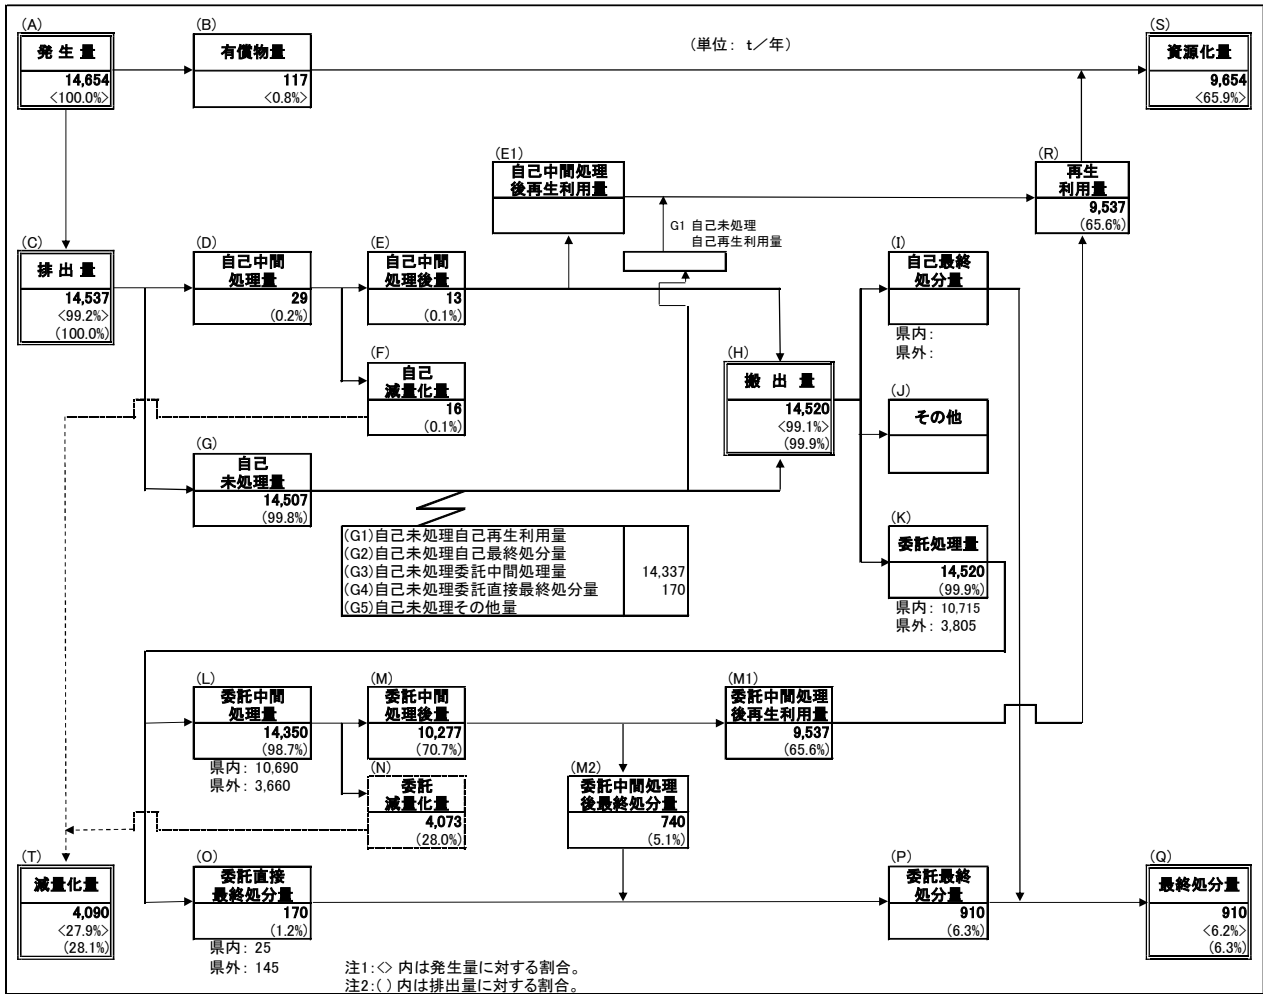 (A)
発 生 量
14,654
<100.0%>
(B)
有償物量
117
<0.8%>
(単位: t/年)
(S)
資源化量
9,654
<65.9%>
(E1)
自己中間処理
後再生利用量
(R)
再生
利用量
9,537
(65.6%)
G1 自己未処理
自己再生利用量
(C)
排 出 量
14,537
<99.2%>
(100.0%)
(D)
自己中間
処理量
29
(0.2%)
(E)
自己中間
処理後量
13
(0.1%)
(I)
自己最終
処分量
県内:
県外:
(F)
自己
減量化量
16
(0.1%)
(H)
搬 出 量
14,520
<99.1%>
(99.9%)
(J)
その他
(G)
自己
未処理量
14,507
(99.8%)
(G1)自己未処理自己再生利用量
(G2)自己未処理自己最終処分量
(G3)自己未処理委託中間処理量 14,337
(G4)自己未処理委託直接最終処分量 170
(G5)自己未処理その他量
(K)
委託処理量
14,520
(99.9%)
県内: 10,715
県外: 3,805
(L)
委託中間
処理量
14,350
(98.7%)
県内: 10,690
県外: 3,660
(M)
委託中間
処理後量
10,277
(70.7%)
(M1)
委託中間処理
後再生利用量
9,537
(65.6%)
(N)
委託
減量化量
4,073
(28.0%)
(M2)
委託中間処理
後最終処分量
740
(5.1%)
(T)
減量化量
4,090
<27.9%>
(28.1%)
(O)
委託直接
最終処分量
170
(1.2%)
県内: 25
県外: 145
(P)
委託最終
処分量
910
(6.3%)
(Q)
最終処分量
910
<6.2%>
(6.3%)
注1:<> 内は発生量に対する割合。
注2:( ) 内は排出量に対する割合。